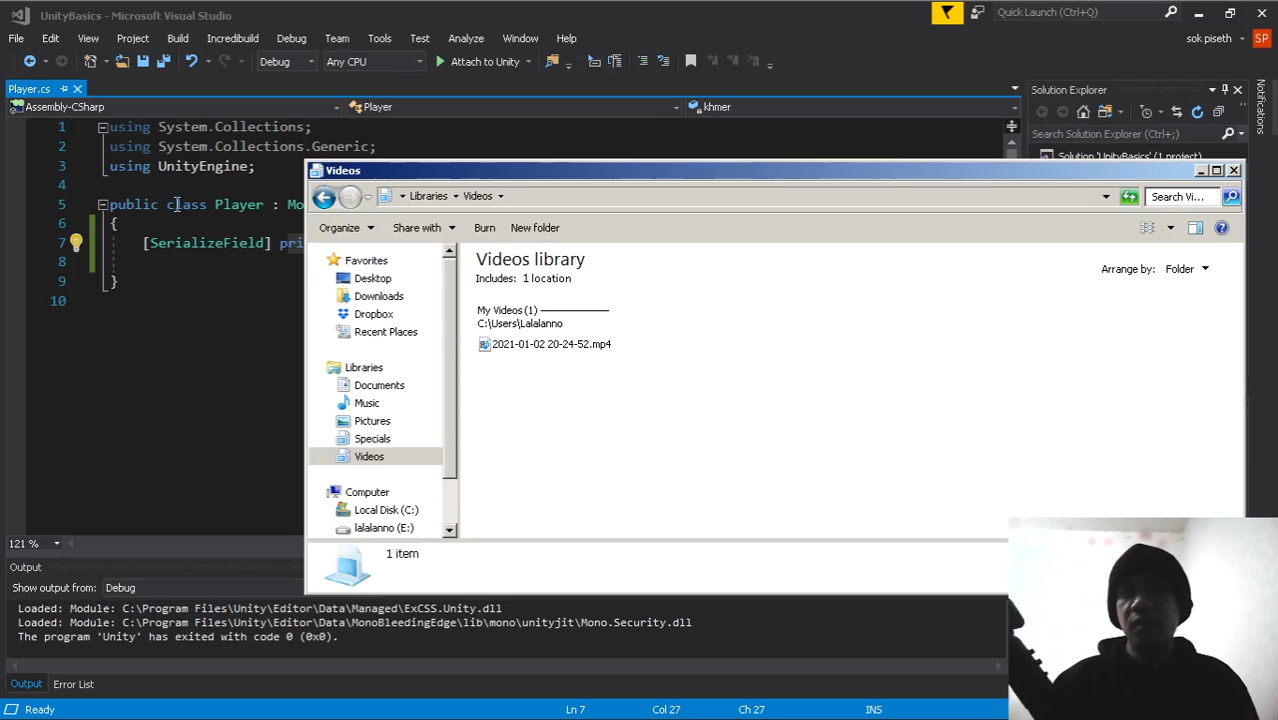 UnityBasics - Microsoft Visual Studio
Quick Launch (Ctrl+Q)
File Edit View Project Build Incredibuild Debug Team Tools Test Analyze Window Help
sok piseth SP
Debug Any CPU Attach to Unity
Player.cs
Solution Explorer
Notifications
Assembly-CSharp Player khmer
Search Solution Explorer (Ctrl+;)
1 using System.Collections;
2 using System.Collections.Generic;
3 using UnityEngine;
4
5 public class Player : Mo
6 {
7 [SerializeField] pri
8
9 }
10
Solution 'UnityBasics' (1 project)
Videos
Libraries Videos
Search Vi...
Organize Share with Burn New folder
Favorites
Desktop
Downloads
Dropbox
Recent Places
Libraries
Documents
Music
Pictures
Specials
Videos
Computer
Local Disk (C:)
lalalanno (E:)
Videos library
Includes: 1 location
Arrange by: Folder
My Videos (1)
C:\Users\Lalalanno
2021-01-02 20-24-52.mp4
1 item
121 %
Output
Show output from: Debug
Loaded: Module: C:\Program Files\Unity\Editor\Data\Managed\ExCSS.Unity.dll
Loaded: Module: C:\Program Files\Unity\Editor\Data\MonoBleedingEdge\lib\mono\unityjit\Mono.Security.dll
The program 'Unity' has exited with code 0 (0x0).
Output Error List
Ready Ln 7 Col 27 Ch 27 INS